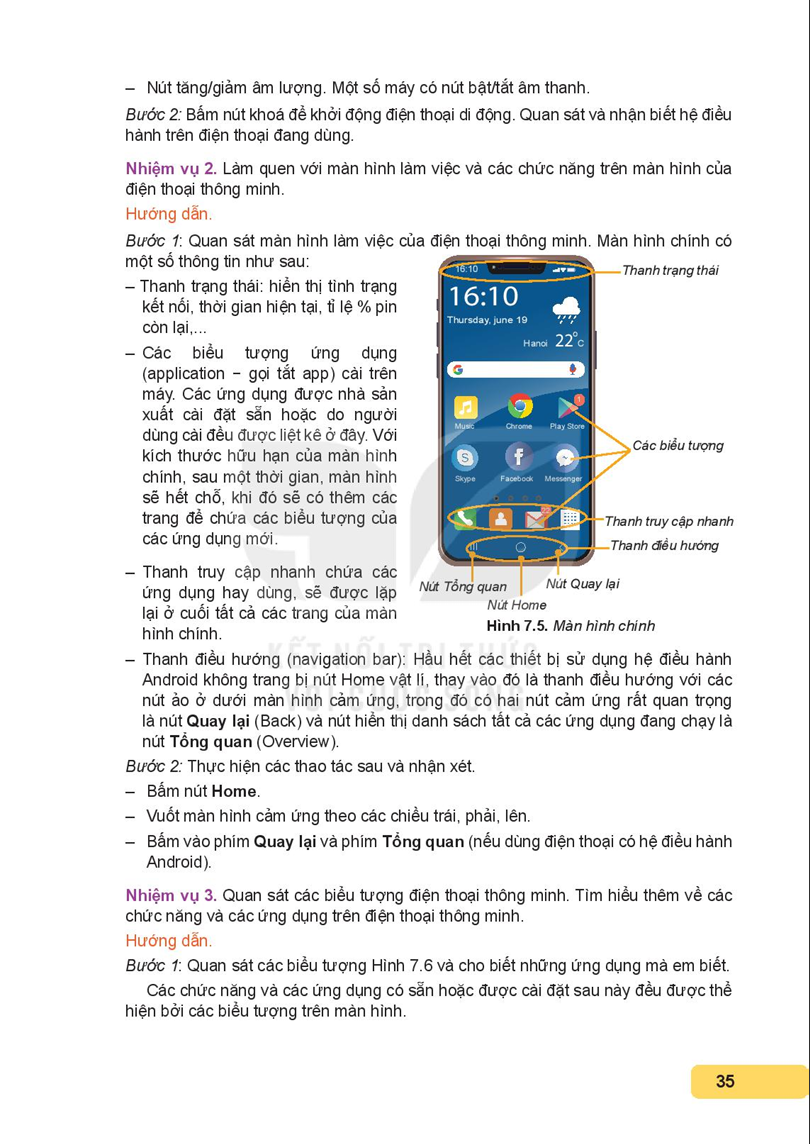 – Nút tăng/giảm âm lượng. Một số máy có nút bật/tắt âm thanh.
Bước 2: Bấm nút khoá để khởi động điện thoại di động. Quan sát và nhận biết hệ điều
hành trên điện thoại đang dùng.
Nhiệm vụ 2. Làm quen với màn hình làm việc và các chức năng trên màn hình của
điện thoại thông minh.
Hướng dẫn.
Bước 1: Quan sát màn hình làm việc của điện thoại thông minh. Màn hình chính có
một số thông tin như sau:
– Thanh trạng thái: hiển thị tình trạng
kết nối, thời gian hiện tại, tỉ lệ % pin
còn lại,...
– Các biểu tượng ứng dụng
(application – gọi tắt app) cài trên
máy. Các ứng dụng được nhà sản
xuất cài đặt sẵn hoặc do người
dùng cài đều được liệt kê ở đây. Với
kích thước hữu hạn của màn hình
chính, sau một thời gian, màn hình
sẽ hết chỗ, khi đó sẽ có thêm các
trang để chứa các biểu tượng của
các ứng dụng mới.
– Thanh truy cập nhanh chứa các
ứng dụng hay dùng, sẽ được lặp
lại ở cuối tất cả các trang của màn
hình chính.
16:10
Thanh trạng thái
16:10
Thursday, june 19
Hanoi 22°C
G
1
Music Chrome Play Store
Các biểu tượng
Skype Facebook Messenger
Thanh truy cập nhanh
Thanh điều hướng
Nút Tổng quan
Nút Quay lại
Nút Home
Hình 7.5. Màn hình chính
KẾT NỐI TRI THỨC
VỚI CUỘC SỐNG
– Thanh điều hướng (navigation bar): Hầu hết các thiết bị sử dụng hệ điều hành
Android không trang bị nút Home vật lí, thay vào đó là thanh điều hướng với các
nút ảo ở dưới màn hình cảm ứng, trong đó có hai nút cảm ứng rất quan trọng
là nút Quay lại (Back) và nút hiển thị danh sách tất cả các ứng dụng đang chạy là
nút Tổng quan (Overview).
Bước 2: Thực hiện các thao tác sau và nhận xét.
– Bấm nút Home.
– Vuốt màn hình cảm ứng theo các chiều trái, phải, lên.
– Bấm vào phím Quay lại và phím Tổng quan (nếu dùng điện thoại có hệ điều hành
Android).
Nhiệm vụ 3. Quan sát các biểu tượng điện thoại thông minh. Tìm hiểu thêm về các
chức năng và các ứng dụng trên điện thoại thông minh.
Hướng dẫn.
Bước 1: Quan sát các biểu tượng Hình 7.6 và cho biết những ứng dụng mà em biết.
Các chức năng và các ứng dụng có sẵn hoặc được cài đặt sau này đều được thể
hiện bởi các biểu tượng trên màn hình.
35